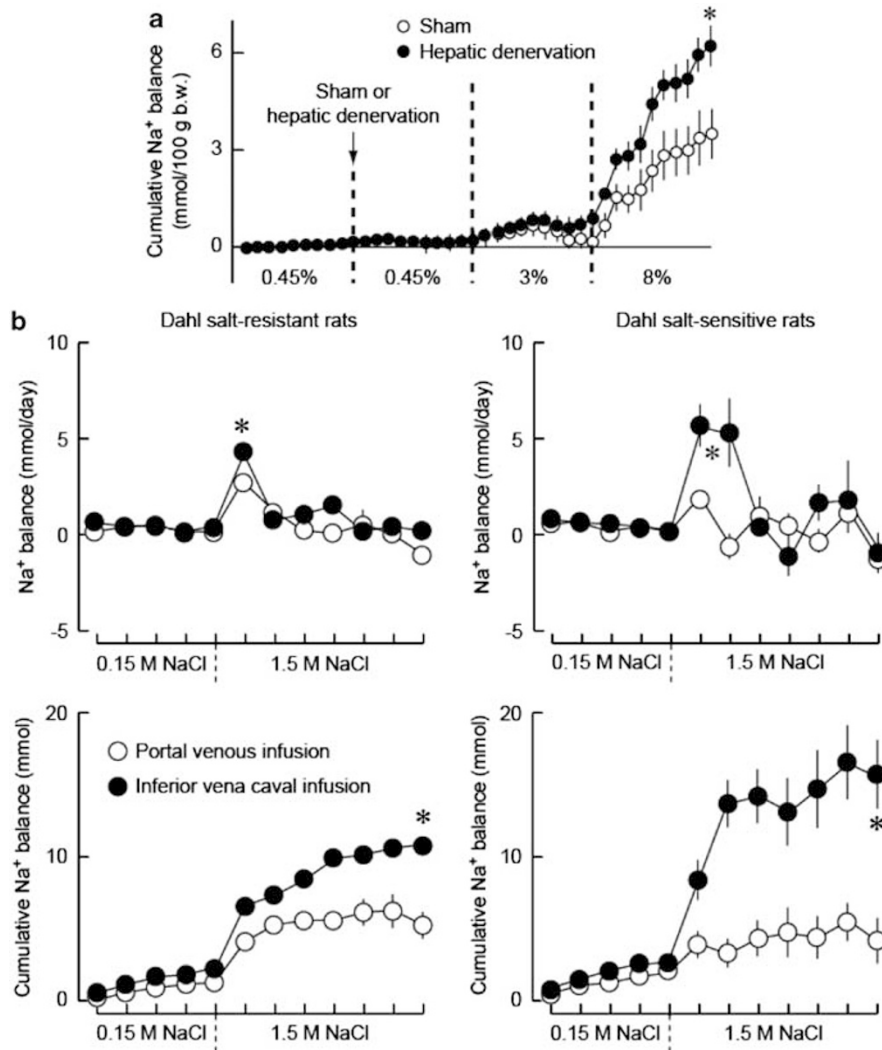 a
Sham
Hepatic denervation
*
Cumulative Na⁺ balance
(mmol/100 g b.w.)
6
3
0
Sham or
hepatic denervation
0.45% 0.45% 3% 8%
b
Dahl salt-resistant rats
Na⁺ balance (mmol/day)
10
5
0
-5
*
0.15 M NaCl 1.5 M NaCl
Dahl salt-sensitive rats
Na⁺ balance (mmol/day)
10
5
0
-5
*
0.15 M NaCl 1.5 M NaCl
Cumulative Na⁺ balance (mmol)
20
10
0
Portal venous infusion
Inferior vena caval infusion
*
0.15 M NaCl 1.5 M NaCl
Cumulative Na⁺ balance (mmol)
20
10
0
*
0.15 M NaCl 1.5 M NaCl